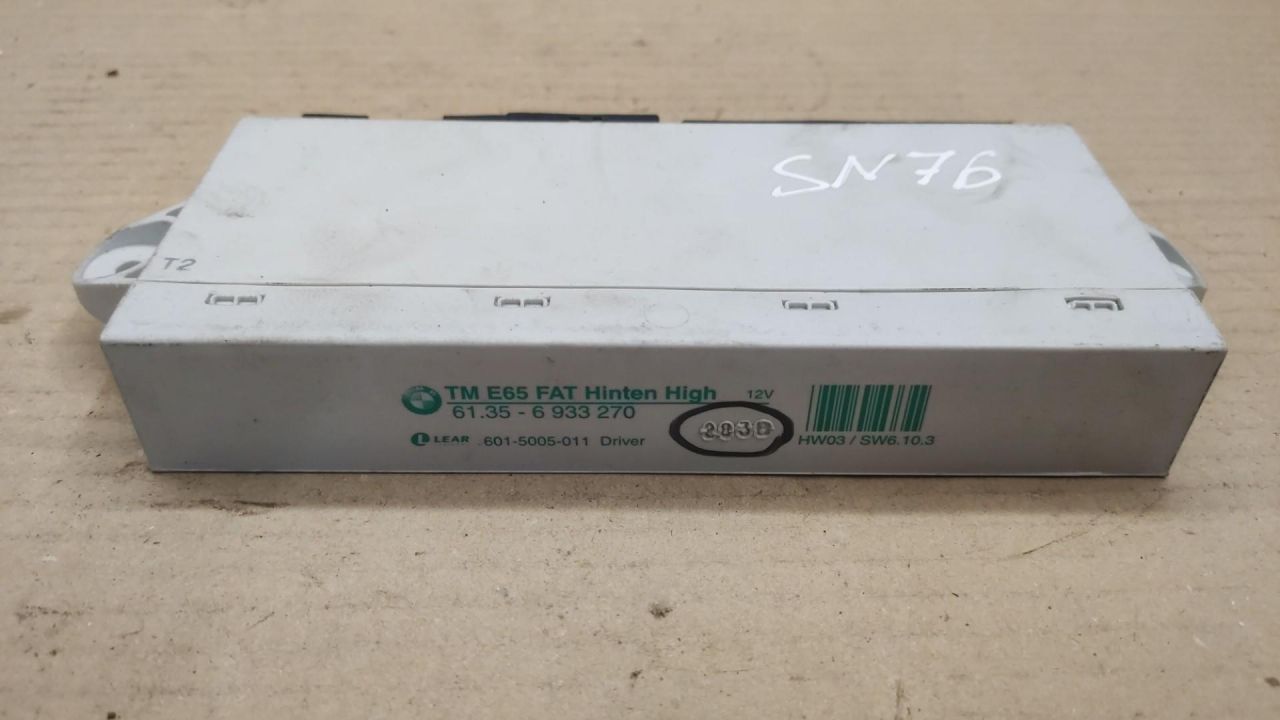 SN76
T2
TM E65 FAT Hinten High 12V
61.35 - 6 933 270
LEAR 601-5005-011 Driver
HW03 / SW6.10.3